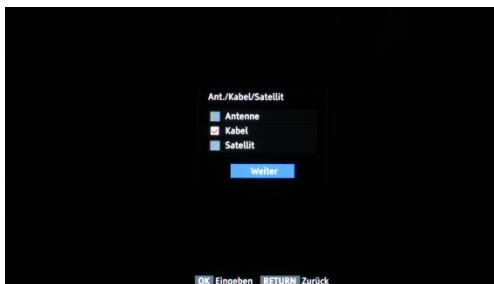 Ant./Kabel/Satellit
Antenne
Kabel
Satellit
Weiter
OK Eingeben RETURN Zurück